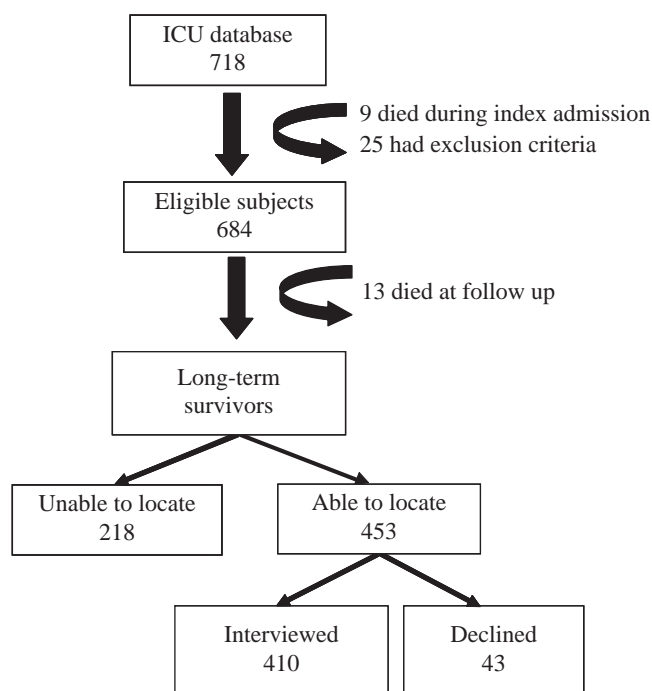 ICU database
718
9 died during index admission
25 had exclusion criteria
Eligible subjects
684
13 died at follow up
Long-term
survivors
Unable to locate
218
Able to locate
453
Interviewed
410
Declined
43